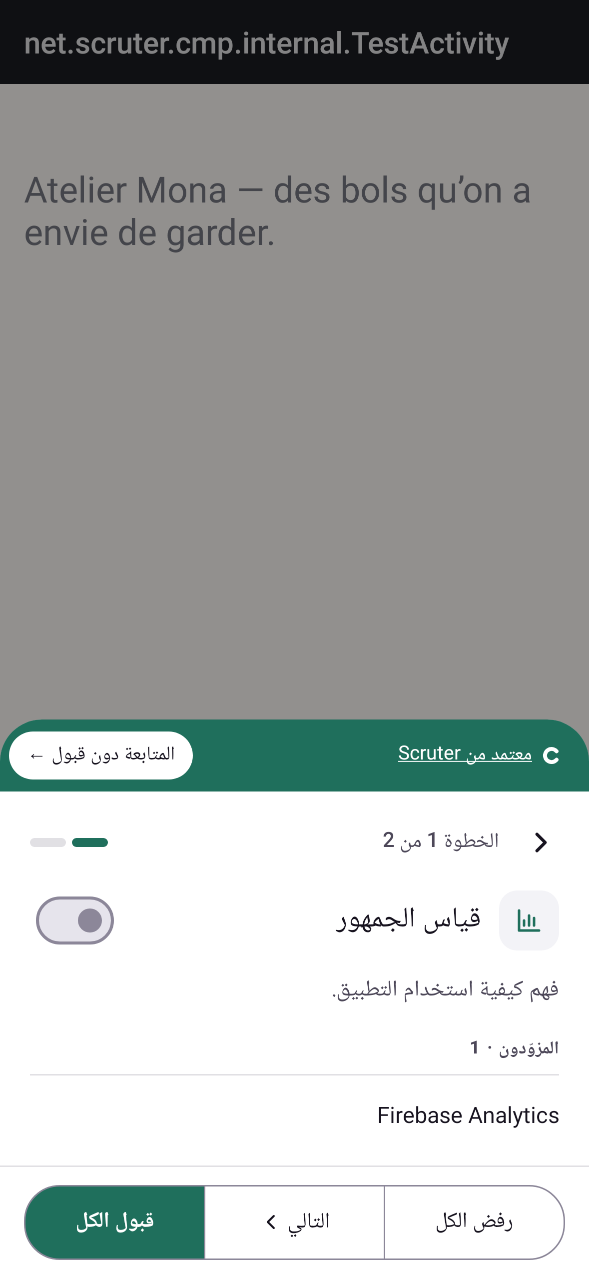 net.scruter.cmp.internal.TestActivity
Atelier Mona — des bols qu’on a
envie de garder.
معتمد من Scruter
المتابعة دون قبول ←
الخطوة 1 من 2
قياس الجمهور
فهم كيفية استخدام التطبيق.
المزوّدون · 1
Firebase Analytics
رفض الكل
التالي
قبول الكل